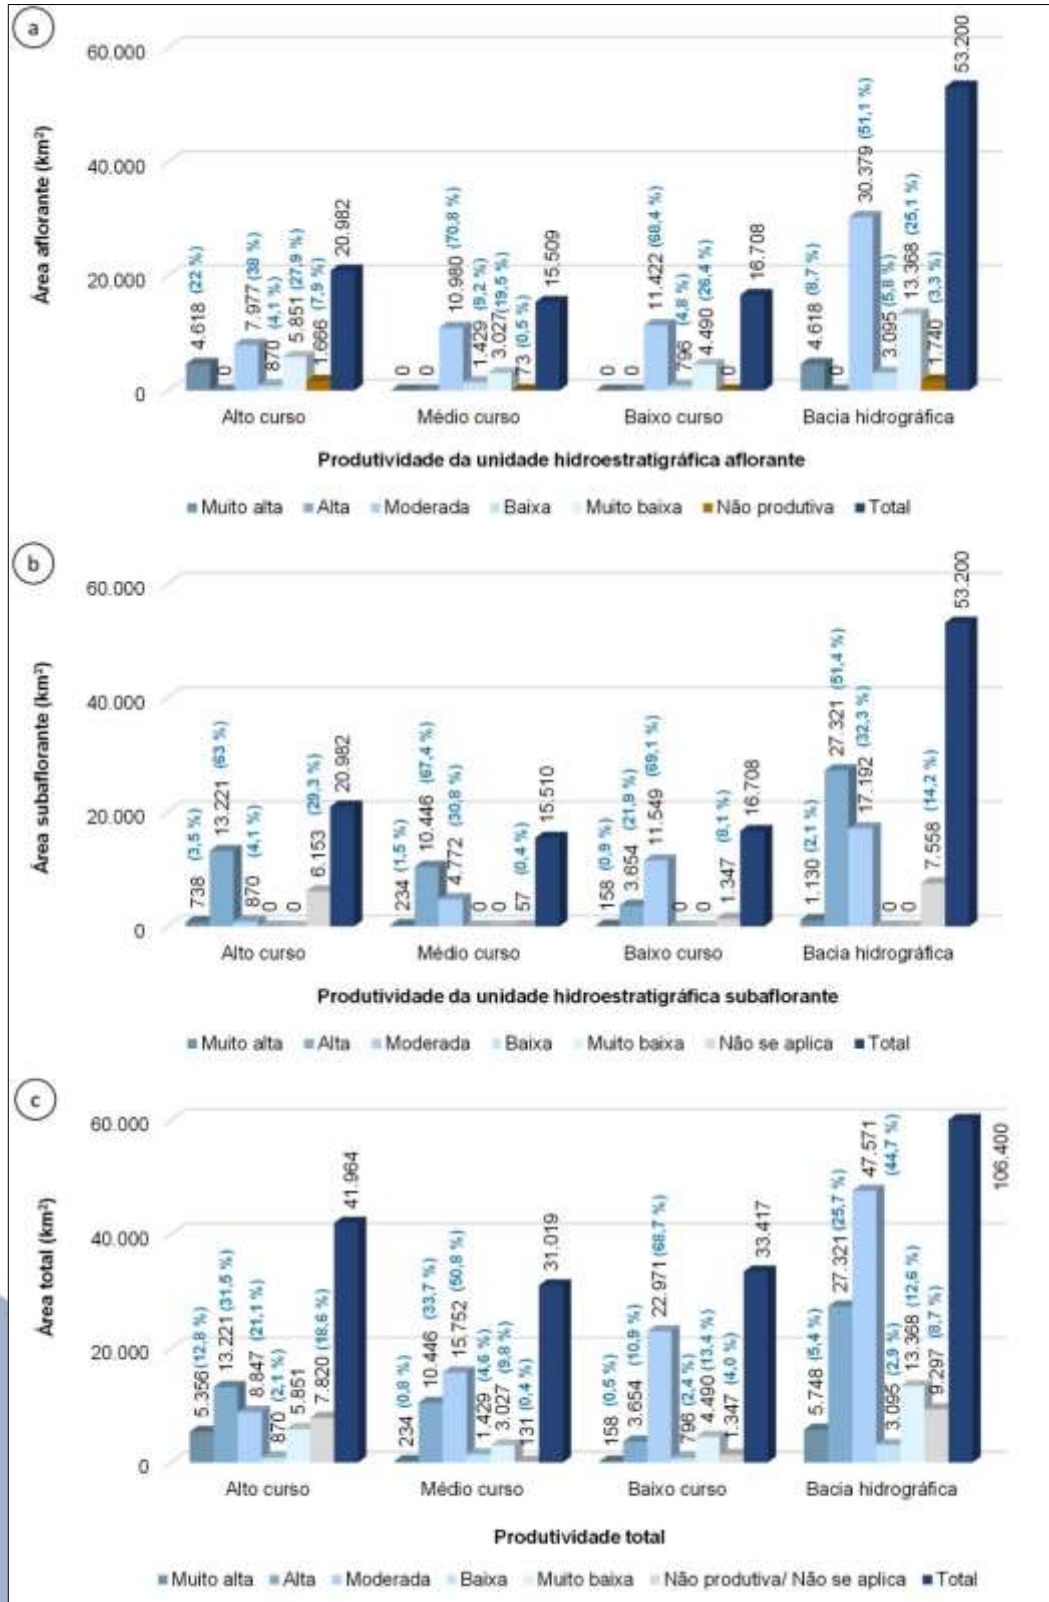 a
Área aflorante (km²)
60.000
40.000
20.000
0
4.618 (22 %)
0
7.977 (38 %)
870 (4,1 %)
5.851 (27,9 %)
1.666 (7,9 %)
20.982
0
0
10.980 (70,8 %)
1.429 (9,2 %)
3.027 (19,5 %)
73 (0,5 %)
15.509
0
0
11.422 (68,4 %)
796 (4,8 %)
4.490 (26,4 %)
0
16.708
4.618 (8,7 %)
0
30.379 (51,1 %)
3.095 (5,8 %)
13.368 (25,1 %)
1.740 (3,3 %)
53.200
Alto curso Médio curso Baixo curso Bacia hidrográfica
Produtividade da unidade hidroestratigráfica aflorante
Muito alta Alta Moderada Baixa Muito baixa Não produtiva Total
b
Área subaflorante (km²)
60.000
40.000
20.000
0
738 (3,5 %)
13.221 (63 %)
870 (4,1 %)
0
0
6.153 (29,3 %)
20.982
234 (1,5 %)
10.446 (67,4 %)
4.772 (30,8 %)
0
0
57 (0,4 %)
15.510
158 (0,9 %)
3.654 (21,9 %)
11.549 (69,1 %)
0
0
1.347 (8,1 %)
16.708
1.130 (2,1 %)
27.321 (51,4 %)
17.192 (32,3 %)
0
0
7.558 (14,2 %)
53.200
Alto curso Médio curso Baixo curso Bacia hidrográfica
Produtividade da unidade hidroestratigráfica subaflorante
Muito alta Alta Moderada Baixa Muito baixa Não se aplica Total
c
Área total (km²)
60.000
40.000
20.000
0
5.356 (12,8 %)
13.221 (31,5 %)
8.847 (21,1 %)
870 (2,1 %)
5.851
7.820 (18,6 %)
41.964
234 (0,8 %)
10.446 (33,7 %)
15.752 (50,8 %)
1.429 (4,6 %)
3.027 (9,8 %)
131 (0,4 %)
31.019
158 (0,5 %)
3.654 (10,9 %)
22.971 (68,7 %)
796 (2,4 %)
4.490 (13,4 %)
1.347 (4,0 %)
33.417
5.748 (5,4 %)
27.321 (25,7 %)
47.571 (44,7 %)
3.095 (2,9 %)
13.368 (12,6 %)
9.297 (8,7 %)
106.400
Alto curso Médio curso Baixo curso Bacia hidrográfica
Produtividade total
Muito alta Alta Moderada Baixa Muito baixa Não produtiva/ Não se aplica Total